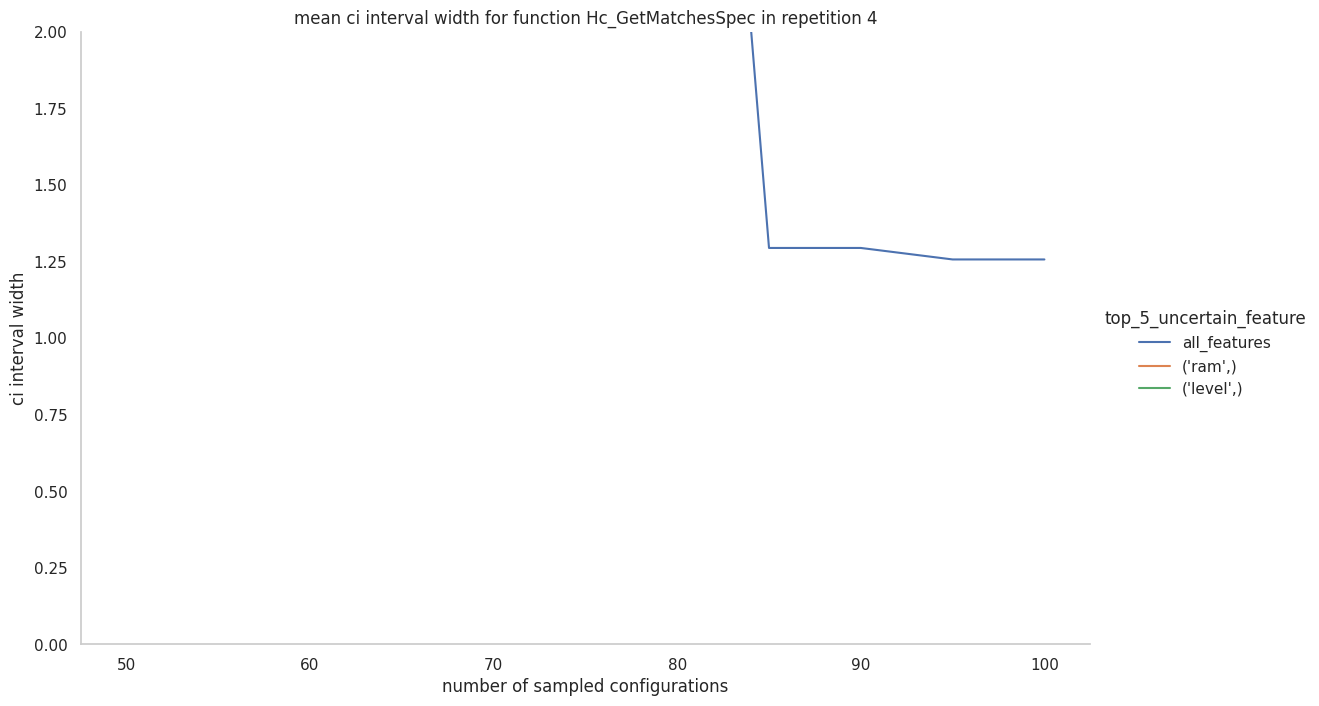 mean ci interval width for function Hc_GetMatchesSpec in repetition 4
2.00
1.75
1.50
1.25
1.00
0.75
0.50
0.25
0.00
ci interval width
50
60
70
80
90
100
number of sampled configurations
top_5_uncertain_feature
all_features
('ram',)
('level',)